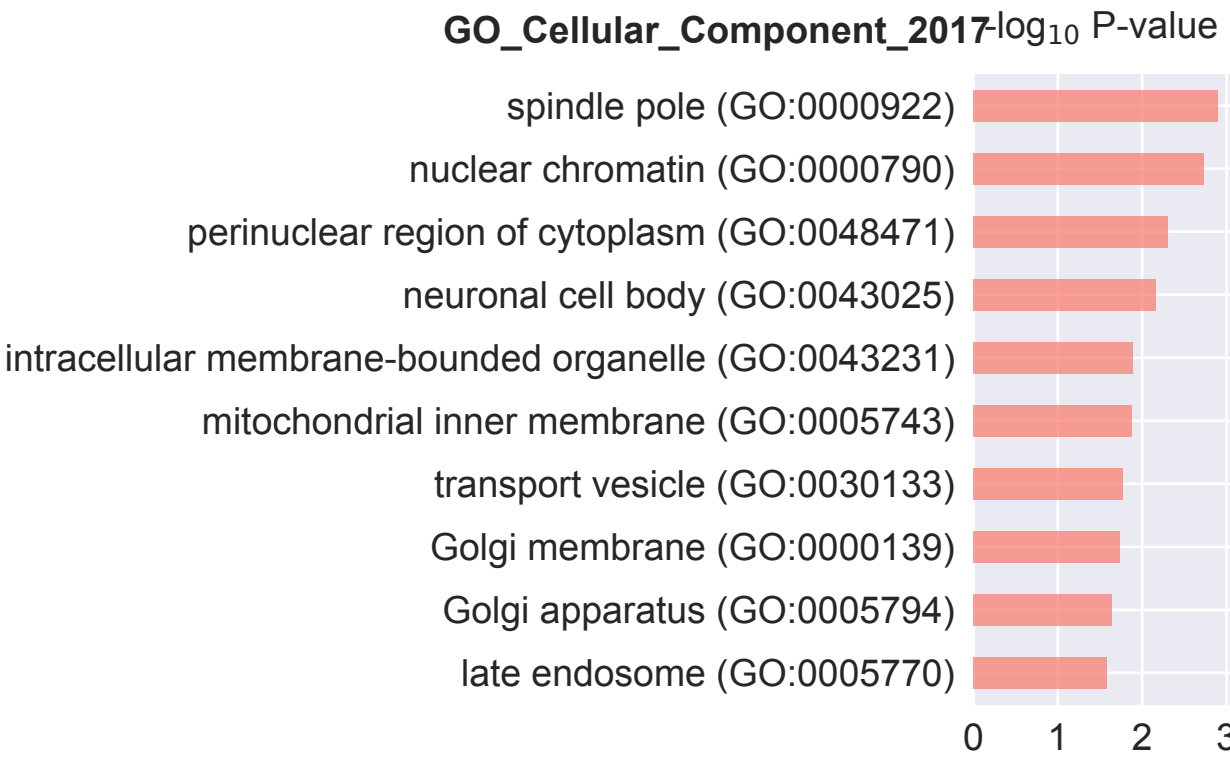 GO_Cellular_Component_2017 -log₁₀ P-value
spindle pole (GO:0000922)
nuclear chromatin (GO:0000790)
perinuclear region of cytoplasm (GO:0048471)
neuronal cell body (GO:0043025)
intracellular membrane-bounded organelle (GO:0043231)
mitochondrial inner membrane (GO:0005743)
transport vesicle (GO:0030133)
Golgi membrane (GO:0000139)
Golgi apparatus (GO:0005794)
late endosome (GO:0005770)
0 1 2 3